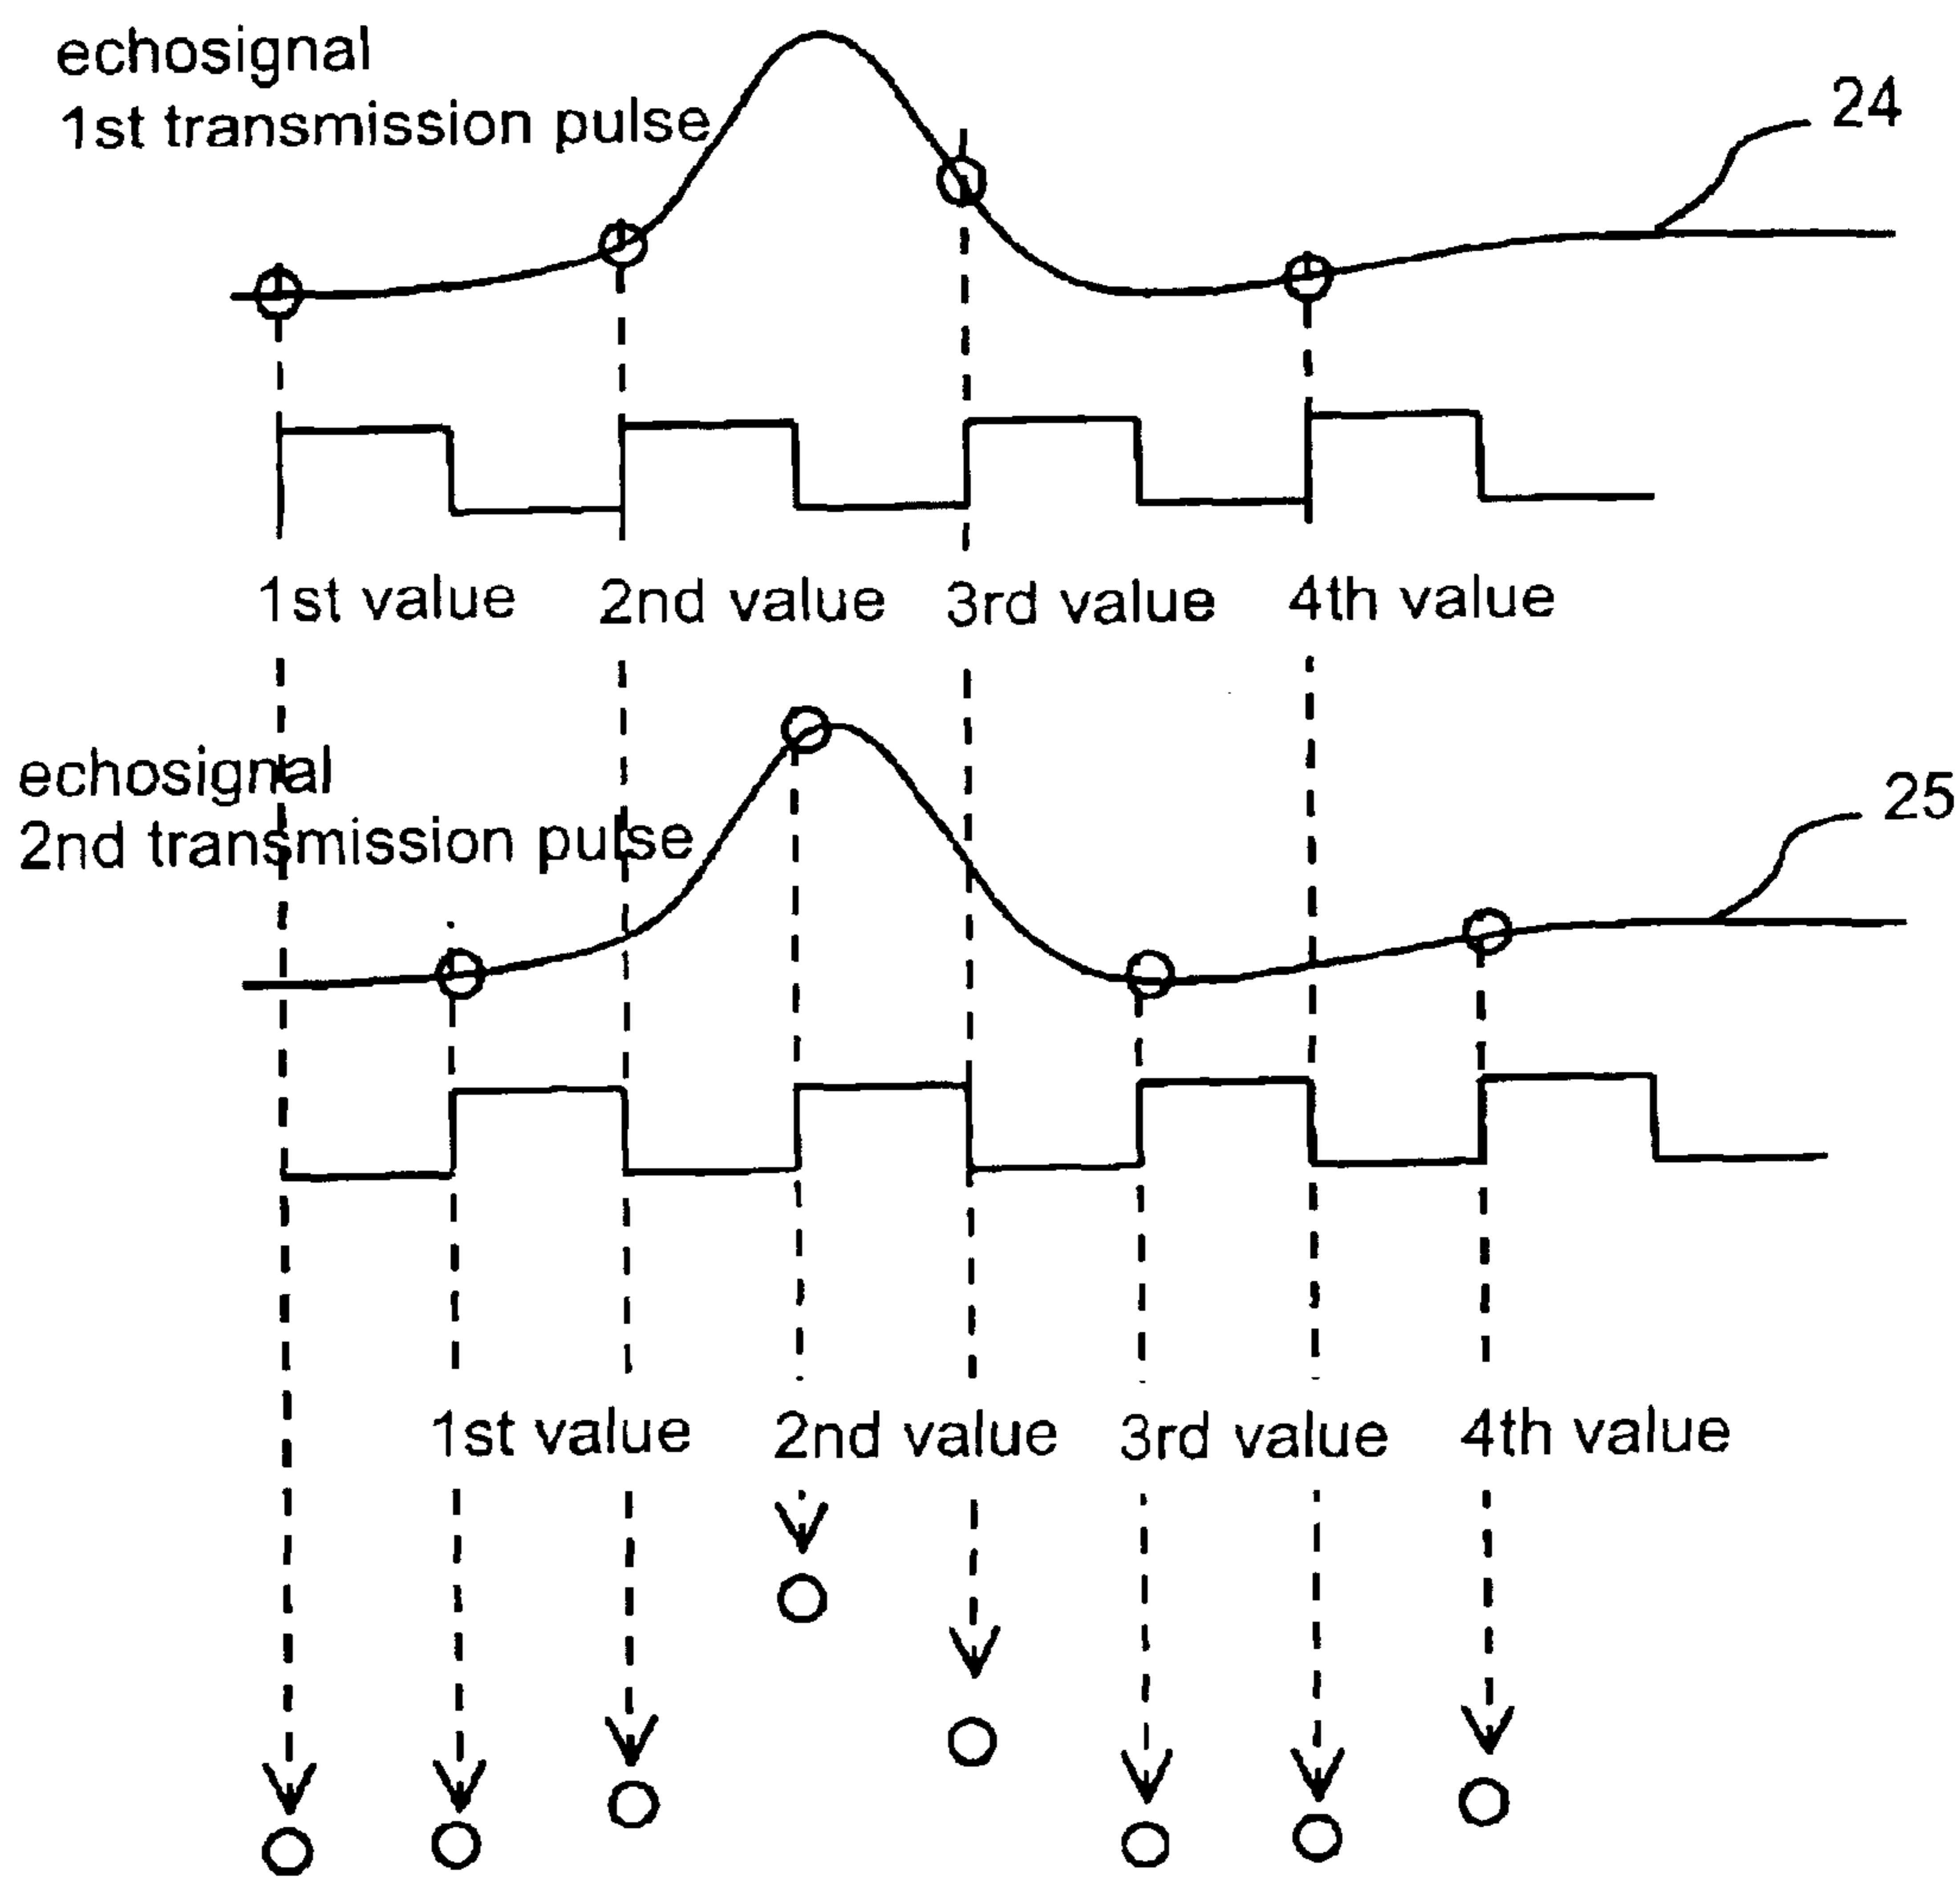 echosignal
1st transmission pulse
24
1st value 2nd value 3rd value 4th value
echosignal
2nd transmission pulse
25
1st value 2nd value 3rd value 4th value